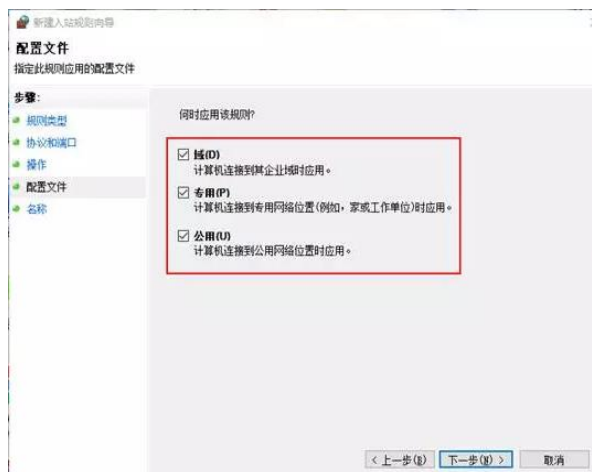 新建入站规则向导
配置文件
指定此规则应用的配置文件
步骤:
规则类型
协议和端口
操作
配置文件
名称
何时应用该规则?
域(D)
计算机连接到其企业域时应用。
专用(P)
计算机连接到专用网络位置(例如，家或工作单位)时应用。
公用(U)
计算机连接到公用网络位置时应用。
< 上一步(B)
下一步(N) >
取消